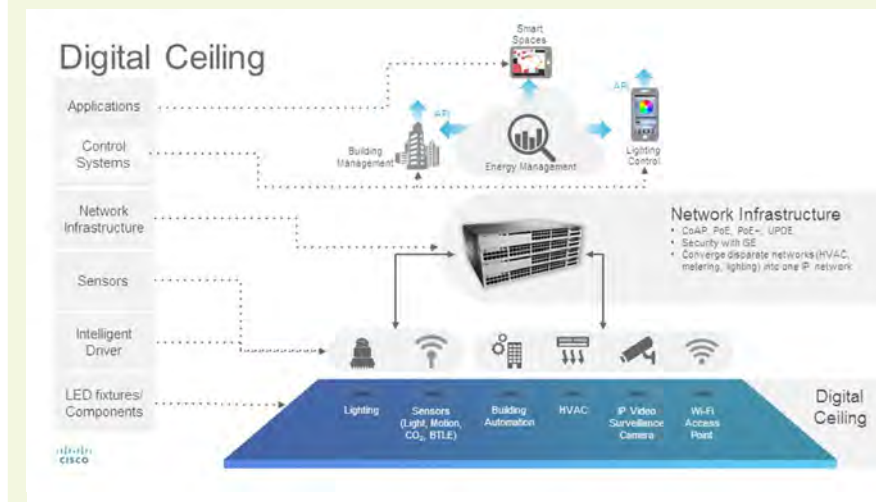 Digital Ceiling
Applications
Control
Systems
Network
Infrastructure
Sensors
Intelligent
Driver
LED fixtures/
Components
Smart
Spaces
API
API
Building
Management
Energy Management
Lighting
Control
Network Infrastructure
• CoAP, PoE, PoE+, UPOE
• Security with ISE
• Converge disparate networks (HVAC,
metering, lighting) into one IP network
Lighting
Sensors
(Light, Motion,
CO₂, BTLE)
Building
Automation
HVAC
IP Video
Surveillance
Camera
Wi-Fi
Access
Point
Digital
Ceiling
CISCO